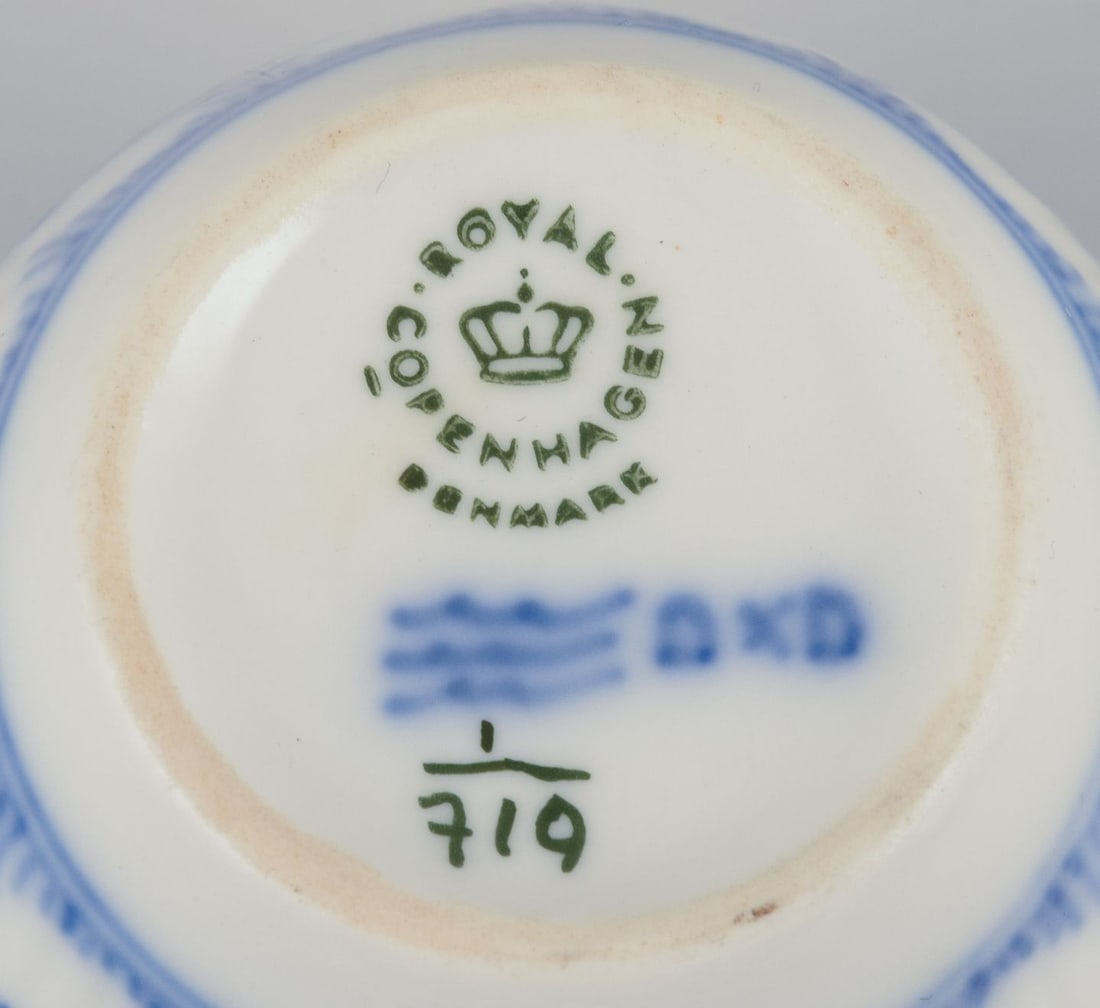 ROYAL
COPENHAGEN
DENMARK
1
719